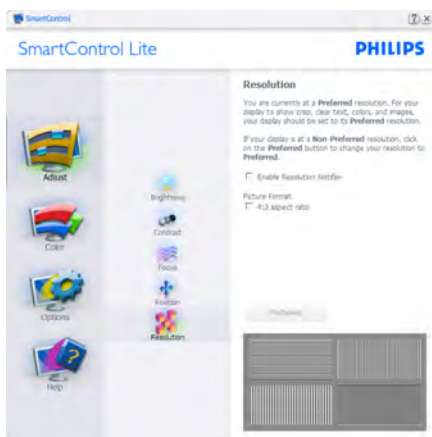 SmartControl
SmartControl Lite
PHILIPS
Adjust
Color
Options
Help
Brightness
Contrast
Focus
Position
Resolution
Resolution
You are currently at a Preferred resolution. For your
display to show crisp, clear text, colors, and images,
your display should be set to its Preferred resolution.
If your display is at a Non-Preferred resolution, click
on the Preferred button to change your resolution to
Preferred.
Enable Resolution Notifier
Picture Format
4:3 aspect ratio
Preferred